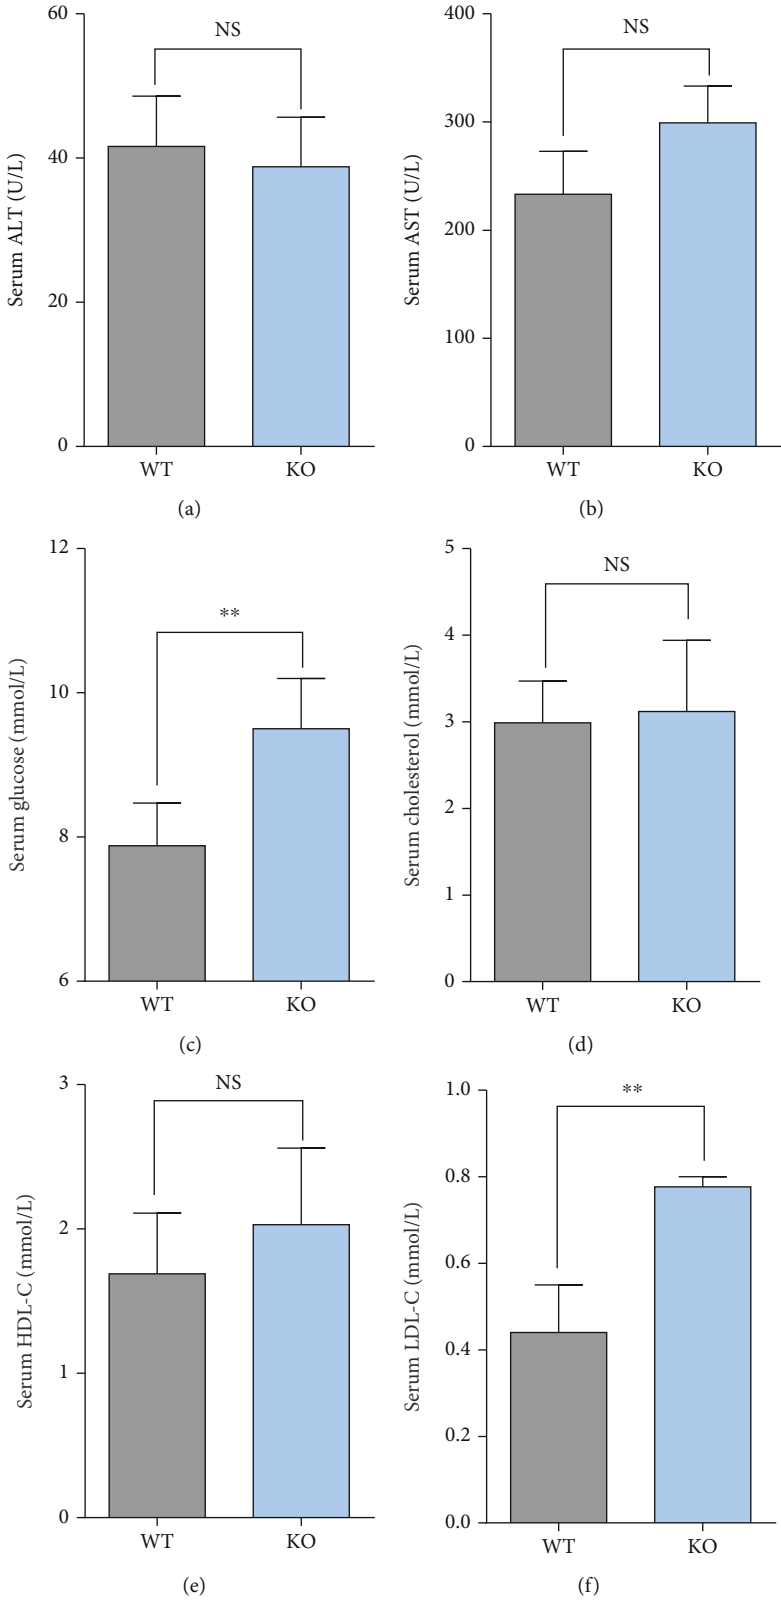 60
40
20
0
Serum ALT (U/L)
NS
WT
KO
(a)
400
300
200
100
0
Serum AST (U/L)
NS
WT
KO
(b)
12
10
8
6
Serum glucose (mmol/L)
**
WT
KO
(c)
5
4
3
2
1
0
Serum cholesterol (mmol/L)
NS
WT
KO
(d)
3
2
1
0
Serum HDL-C (mmol/L)
NS
WT
KO
(e)
1.0
0.8
0.6
0.4
0.2
0.0
Serum LDL-C (mmol/L)
**
WT
KO
(f)